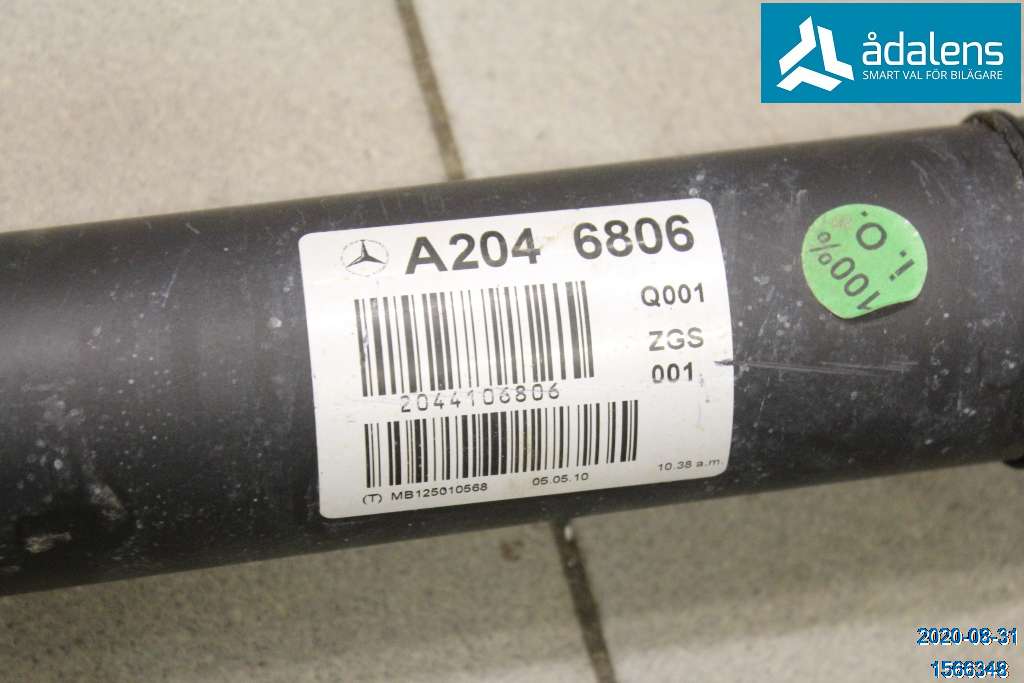 ådalens
SMART VAL FÖR BILÄGARE
A204 6806
Q001
ZGS
001
2044106806
(T) MB125010568 05.05.10 10.38 a.m.
100%
i.O.
2020-08-31
1566348